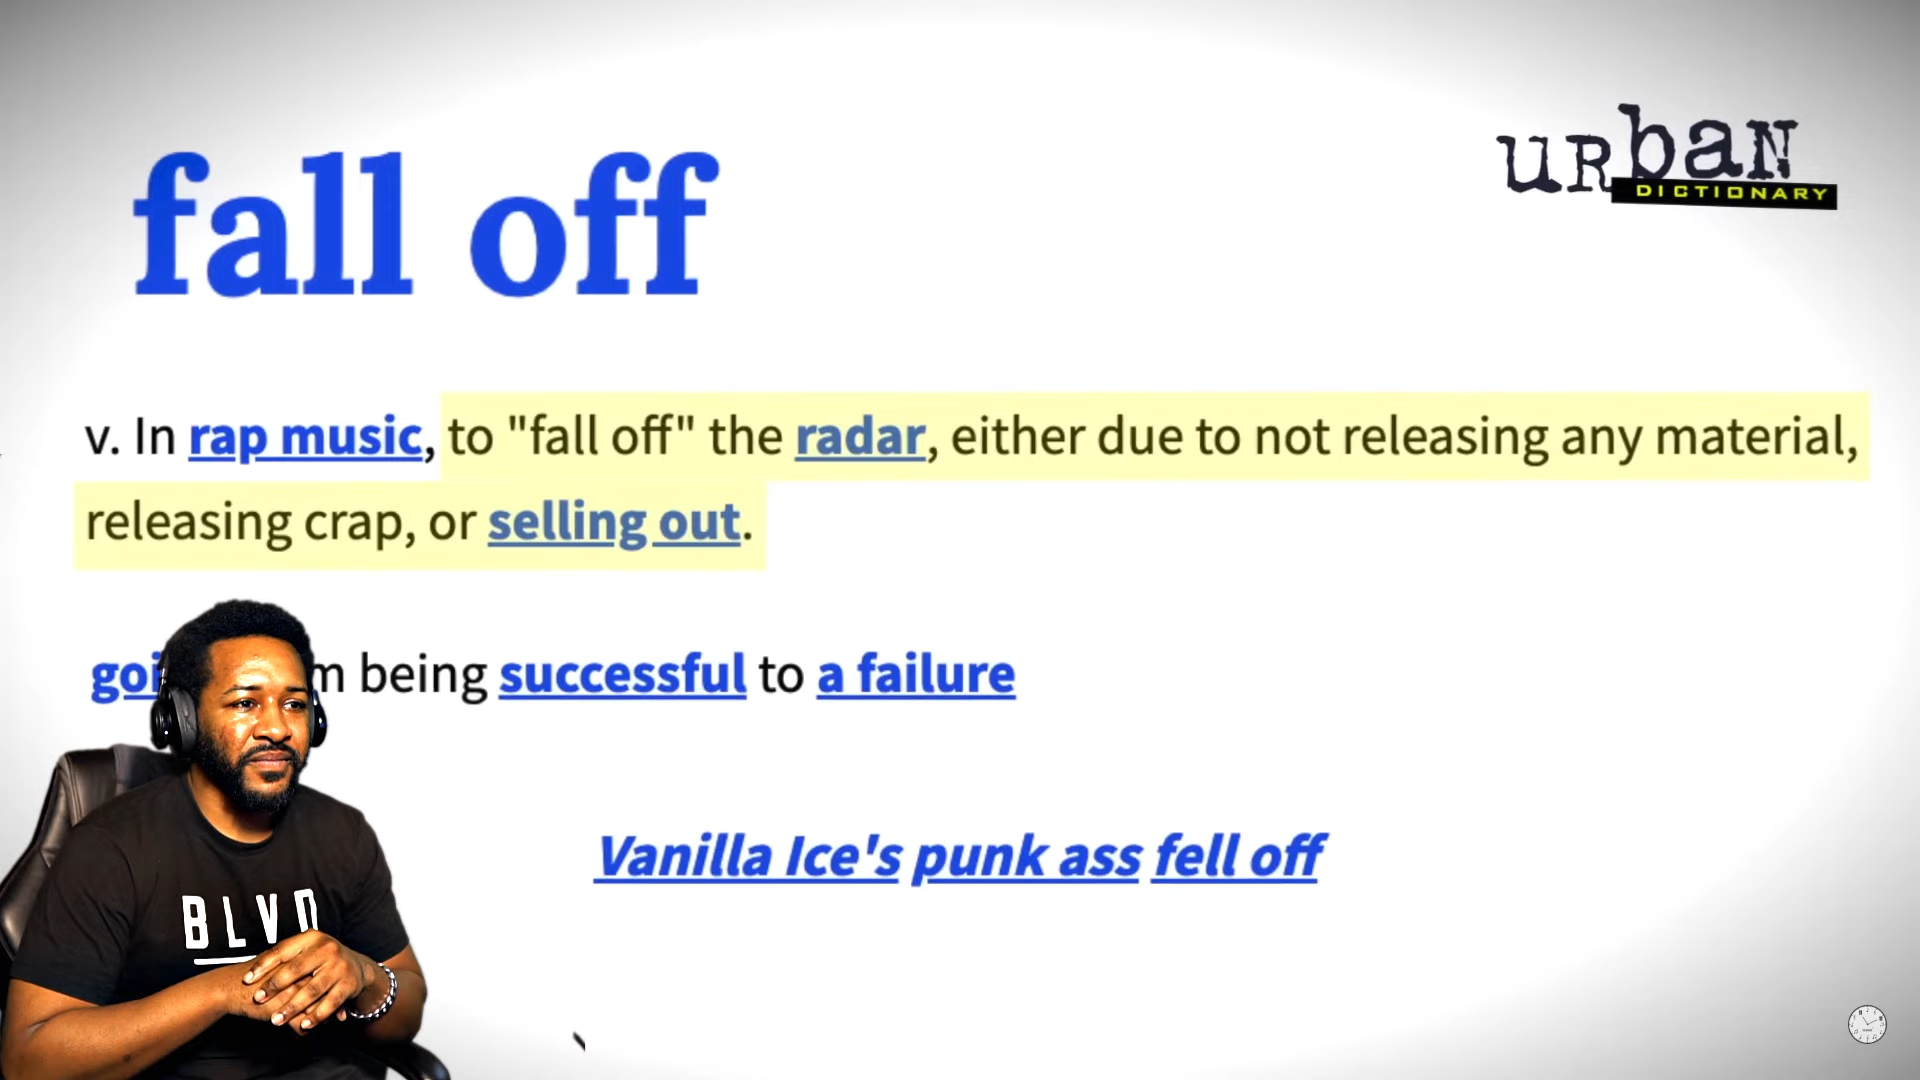 urban
DICTIONARY
fall off
v. In rap music, to "fall off" the radar, either due to not releasing any material,
releasing crap, or selling out.
goi m being successful to a failure
Vanilla Ice's punk ass fell off
BLVD